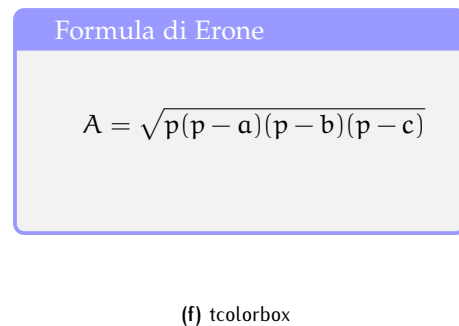 Formula di Erone
A = √p(p − a)(p − b)(p − c)
(f) tcolorbox